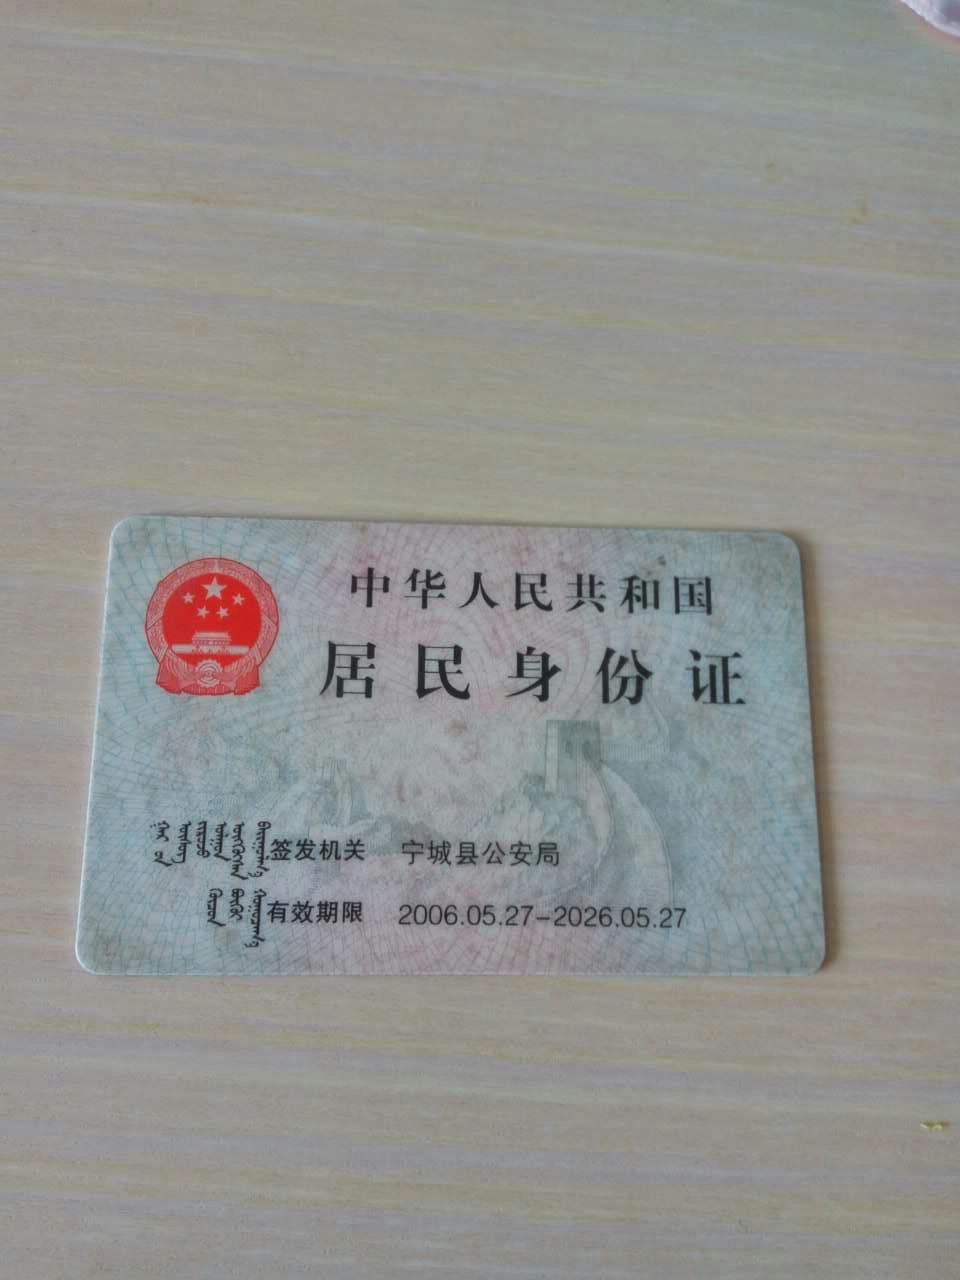 中华人民共和国
居民身份证
签发机关 宁城县公安局
有效期限 2006.05.27-2026.05.27